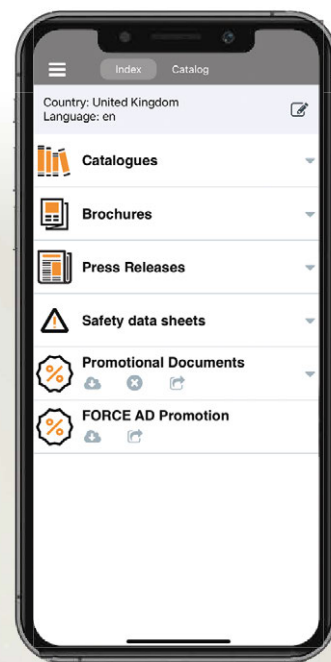 Index Catalog
Country: United Kingdom
Language: en
Catalogues
Brochures
Press Releases
Safety data sheets
Promotional Documents
FORCE AD Promotion